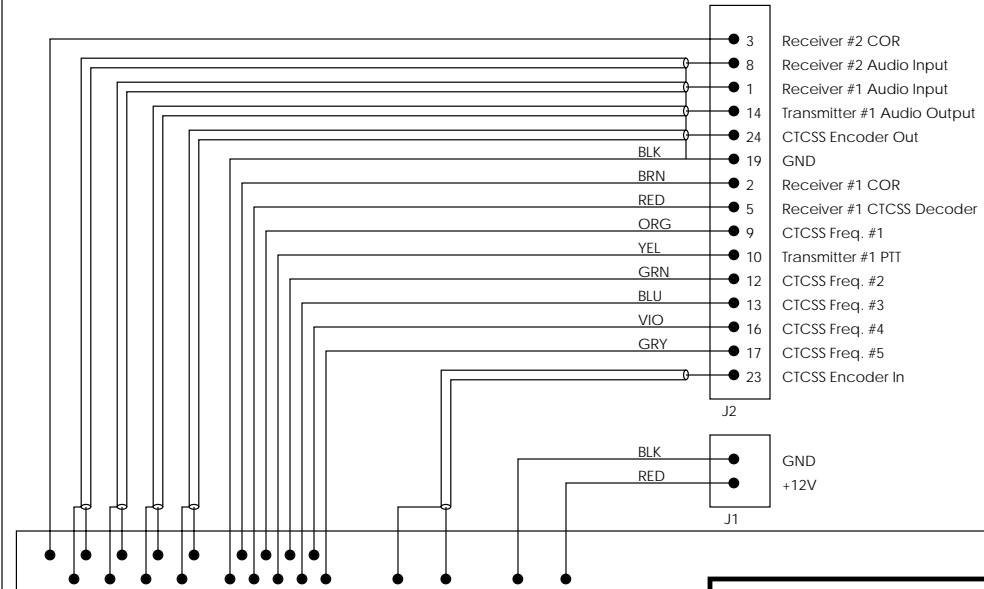 3 Receiver #2 COR
8 Receiver #2 Audio Input
1 Receiver #1 Audio Input
14 Transmitter #1 Audio Output
24 CTCSS Encoder Out
BLK 19 GND
BRN 2 Receiver #1 COR
RED 5 Receiver #1 CTCSS Decoder
ORG 9 CTCSS Freq. #1
YEL 10 Transmitter #1 PTT
GRN 12 CTCSS Freq. #2
BLU 13 CTCSS Freq. #3
VIO 16 CTCSS Freq. #4
GRY 17 CTCSS Freq. #5
23 CTCSS Encoder In
J2
BLK GND
RED +12V
J1